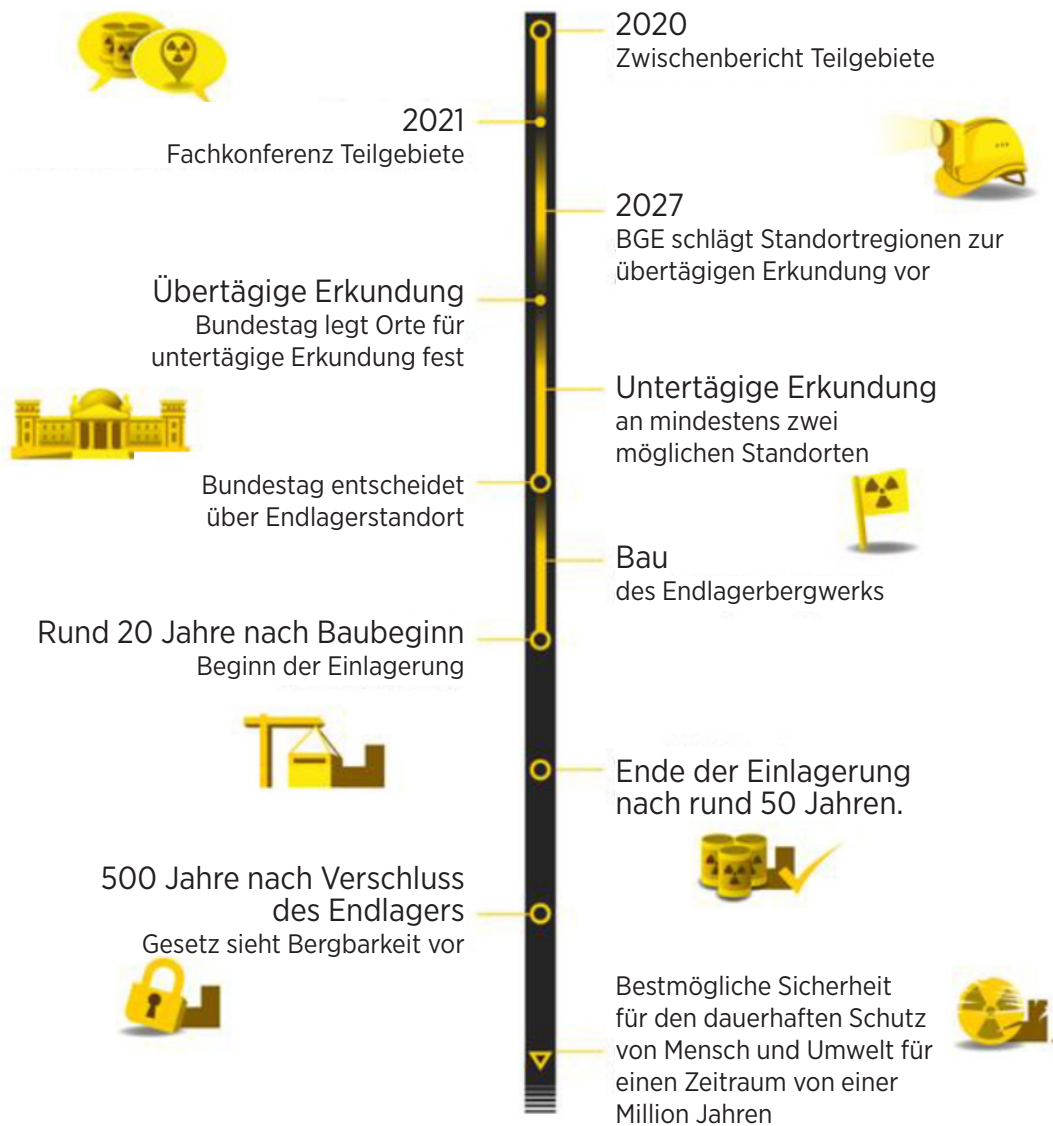 2020
Zwischenbericht Teilgebiete
2021
Fachkonferenz Teilgebiete
2027
BGE schlägt Standortregionen zur
übertägigen Erkundung vor
Übertägige Erkundung
Bundestag legt Orte für
untertägige Erkundung fest
Untertägige Erkundung
an mindestens zwei
möglichen Standorten
Bundestag entscheidet
über Endlagerstandort
Bau
des Endlagerbergwerks
Rund 20 Jahre nach Baubeginn
Beginn der Einlagerung
Ende der Einlagerung
nach rund 50 Jahren.
500 Jahre nach Verschluss
des Endlagers
Gesetz sieht Bergbarkeit vor
Bestmögliche Sicherheit
für den dauerhaften Schutz
von Mensch und Umwelt für
einen Zeitraum von einer
Million Jahren